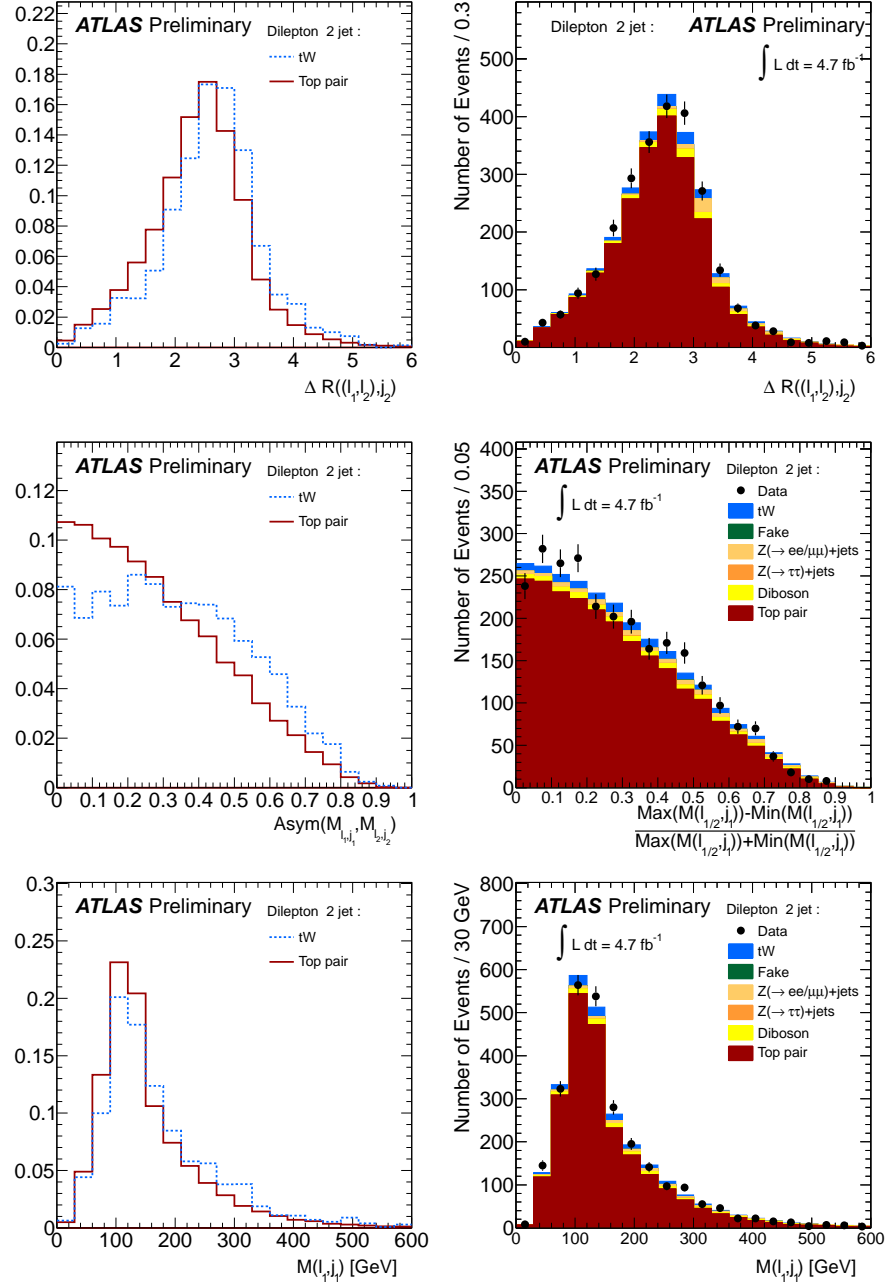 ATLAS Preliminary
Dilepton 2 jet :
tW
Top pair
0.22
0.2
0.18
0.16
0.14
0.12
0.1
0.08
0.06
0.04
0.02
0
0 1 2 3 4 5 6
Δ R((l1,l2),j2)
Number of Events / 0.3
Dilepton 2 jet :
ATLAS Preliminary
∫ L dt = 4.7 fb-1
500
400
300
200
100
0
0 1 2 3 4 5 6
Δ R((l1,l2),j2)
ATLAS Preliminary
Dilepton 2 jet :
tW
Top pair
0.12
0.1
0.08
0.06
0.04
0.02
0
0 0.1 0.2 0.3 0.4 0.5 0.6 0.7 0.8 0.9 1
Asym(Ml1,j1,Ml2,j2)
Number of Events / 0.05
ATLAS Preliminary
∫ L dt = 4.7 fb-1
Dilepton 2 jet :
Data
tW
Fake
Z(→ ee/μμ)+jets
Z(→ ττ)+jets
Diboson
Top pair
400
350
300
250
200
150
100
50
0
0 0.1 0.2 0.3 0.4 0.5 0.6 0.7 0.8 0.9 1
Max(M(l1/2,j1))-Min(M(l1/2,j1))
Max(M(l1/2,j1))+Min(M(l1/2,j1))
ATLAS Preliminary
Dilepton 2 jet :
tW
Top pair
0.3
0.25
0.2
0.15
0.1
0.05
0
0 100 200 300 400 500 600
M(l1,j1) [GeV]
Number of Events / 30 GeV
ATLAS Preliminary
∫ L dt = 4.7 fb-1
Dilepton 2 jet :
Data
tW
Fake
Z(→ ee/μμ)+jets
Z(→ ττ)+jets
Diboson
Top pair
800
700
600
500
400
300
200
100
0
0 100 200 300 400 500 600
M(l1,j1) [GeV]